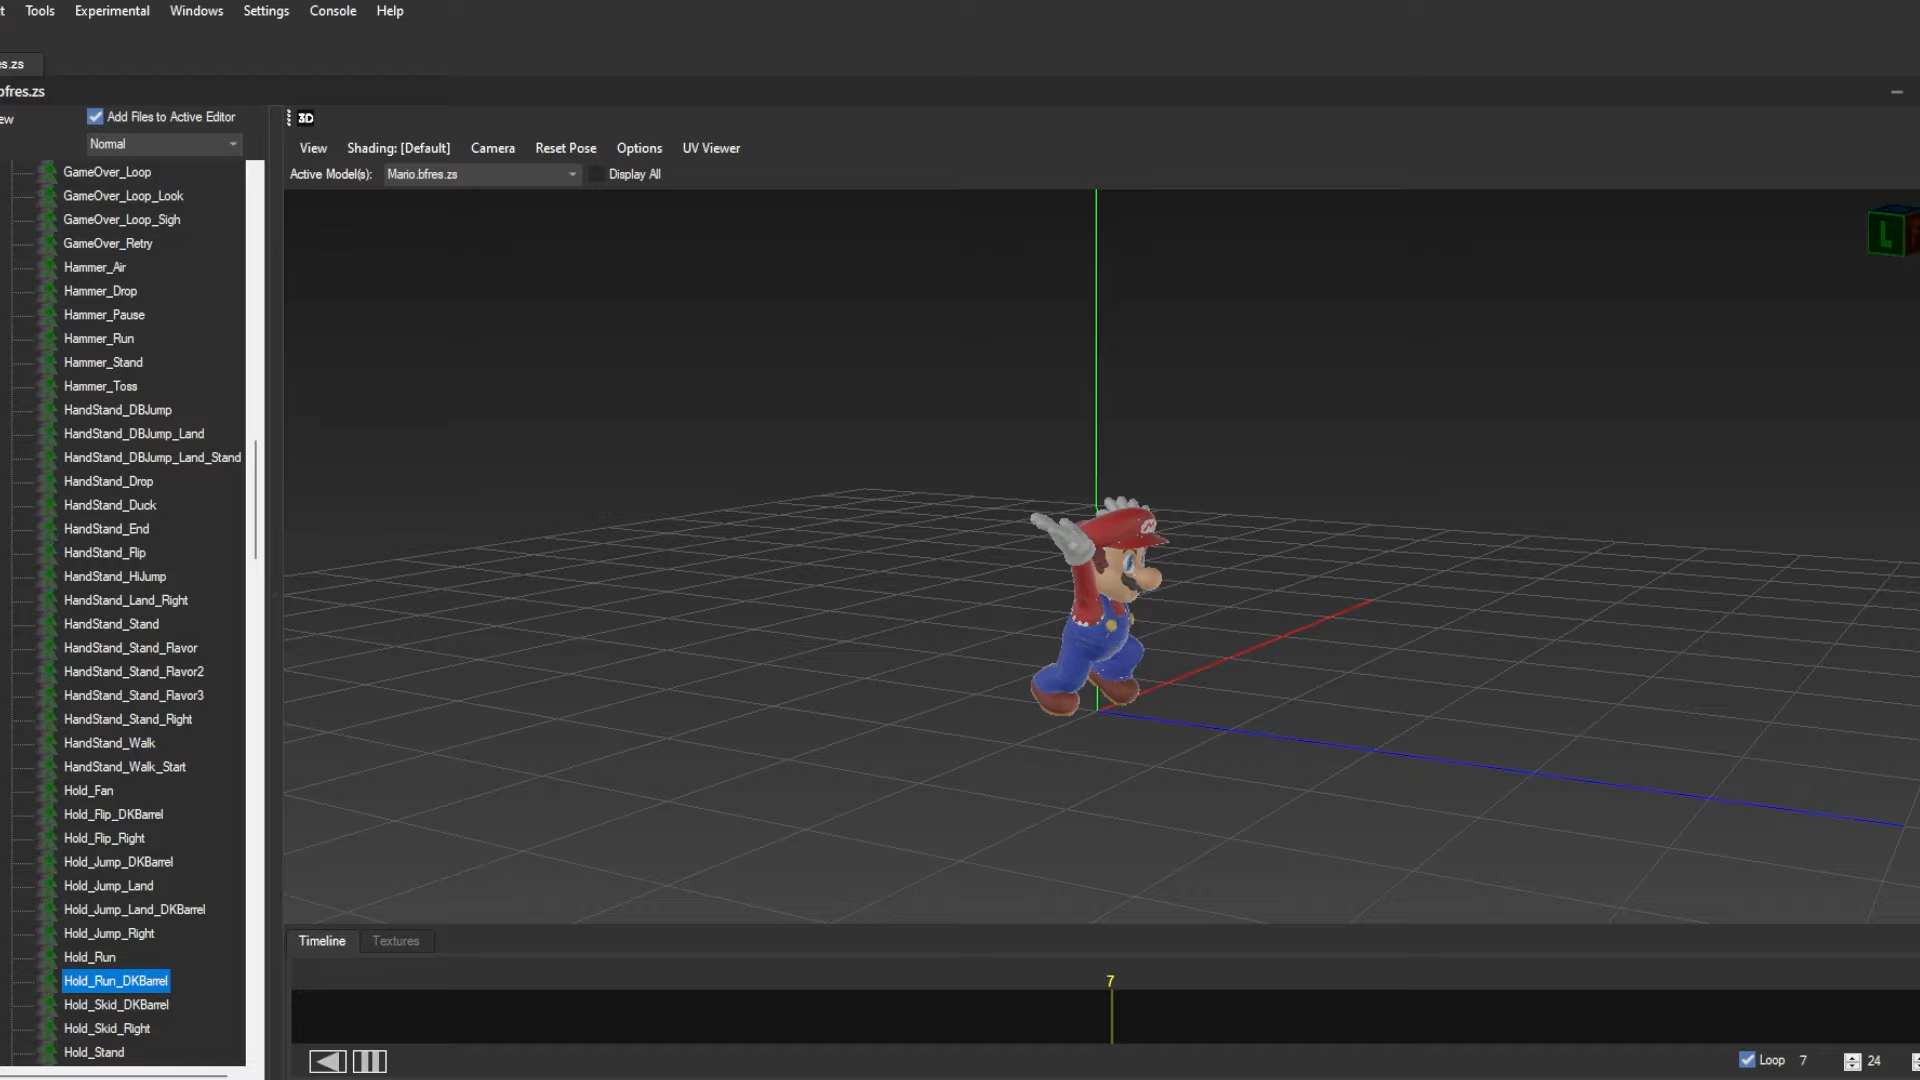 t Tools Experimental Windows Settings Console Help
es.zs
bfres.zs
ew
Add Files to Active Editor
Normal
3D
View Shading: [Default] Camera Reset Pose Options UV Viewer
Active Model(s): Mario.bfres.zs Display All
L
M
GameOver_Loop
GameOver_Loop_Look
GameOver_Loop_Sigh
GameOver_Retry
Hammer_Air
Hammer_Drop
Hammer_Pause
Hammer_Run
Hammer_Stand
Hammer_Toss
HandStand_DBJump
HandStand_DBJump_Land
HandStand_DBJump_Land_Stand
HandStand_Drop
HandStand_Duck
HandStand_End
HandStand_Flip
HandStand_HiJump
HandStand_Land_Right
HandStand_Stand
HandStand_Stand_Flavor
HandStand_Stand_Flavor2
HandStand_Stand_Flavor3
HandStand_Stand_Right
HandStand_Walk
HandStand_Walk_Start
Hold_Fan
Hold_Flip_DKBarrel
Hold_Flip_Right
Hold_Jump_DKBarrel
Hold_Jump_Land
Hold_Jump_Land_DKBarrel
Hold_Jump_Right
Hold_Run
Hold_Run_DKBarrel
Hold_Skid_DKBarrel
Hold_Skid_Right
Hold_Stand
Timeline Textures
7
Loop 7 24